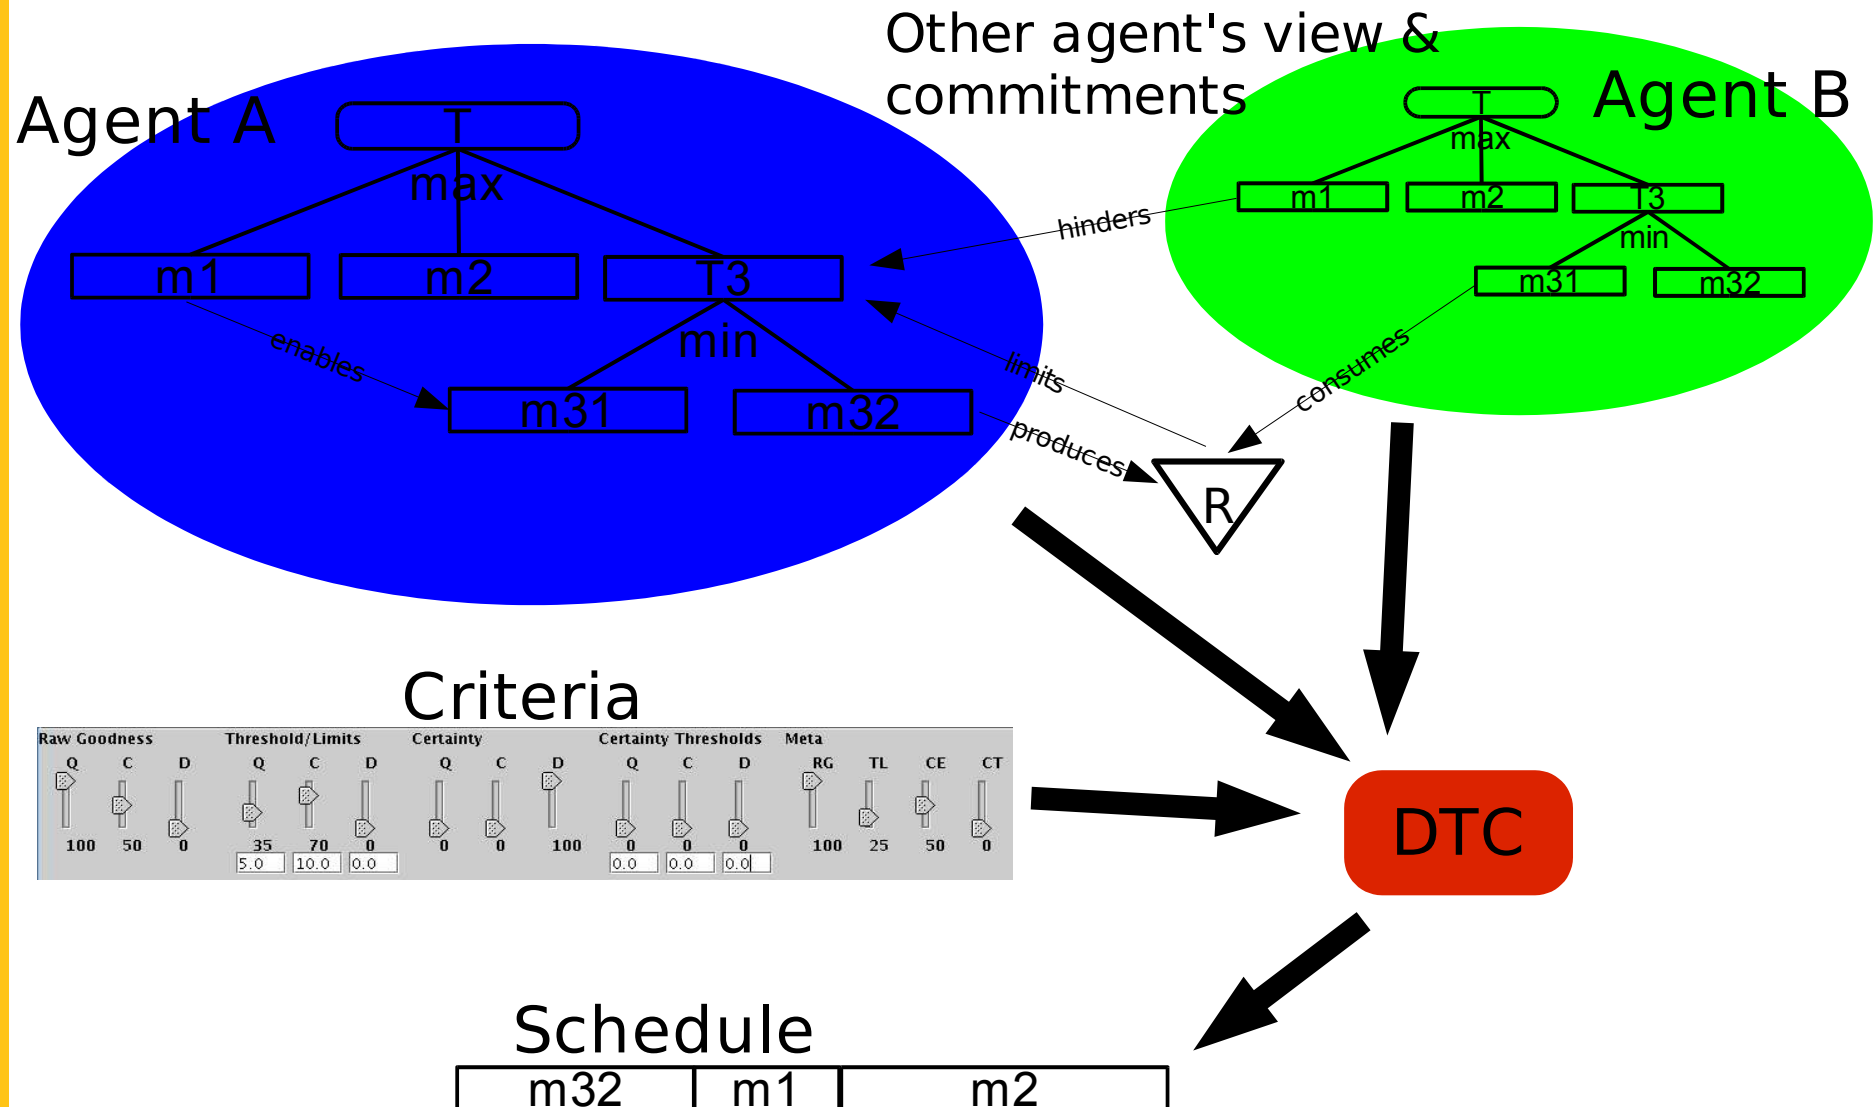 Other agent's view &
commitments
Agent A
Agent B
T
max
m1 m2 T3
min
m31 m32
T
max
m1 m2 T3
min
m31 m32
hinders
enables
limits
produces
consumes
R
Criteria
Raw Goodness Threshold/Limits Certainty Certainty Thresholds Meta
Q C D Q C D Q C D Q C D RG TL CE CT
100 50 0 35 70 0 0 0 100 0 0 0 100 25 50 0
5.0 10.0 0.0 0.0 0.0 0.0
DTC
Schedule
m32 m1 m2